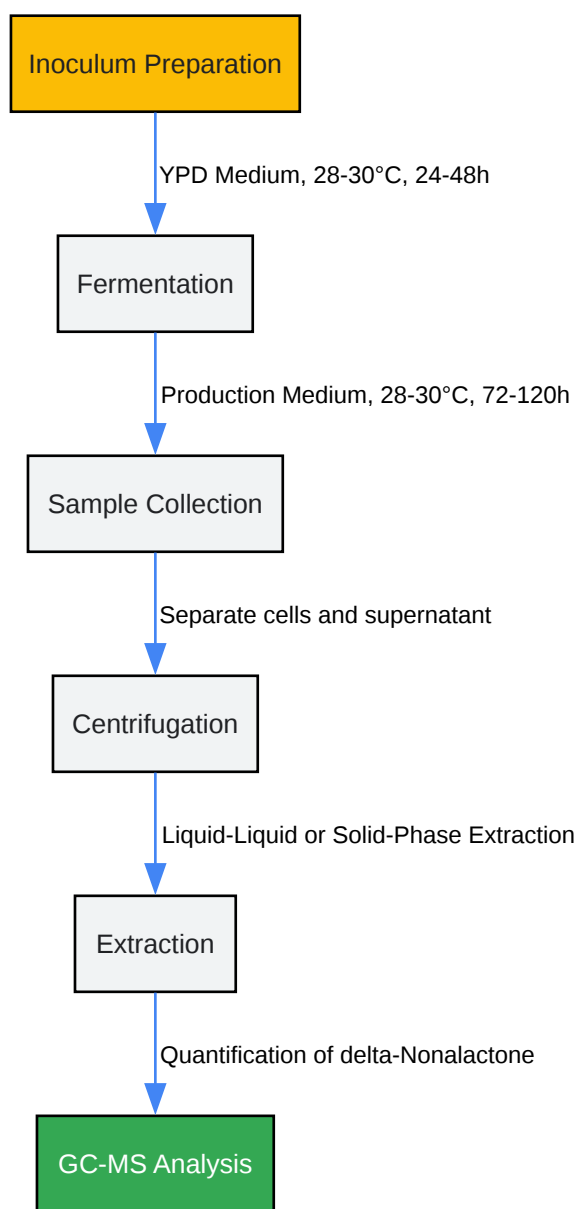 Inoculum Preparation
YPD Medium, 28-30°C, 24-48h
Fermentation
Production Medium, 28-30°C, 72-120h
Sample Collection
Separate cells and supernatant
Centrifugation
Liquid-Liquid or Solid-Phase Extraction
Extraction
Quantification of delta-Nonalactone
GC-MS Analysis